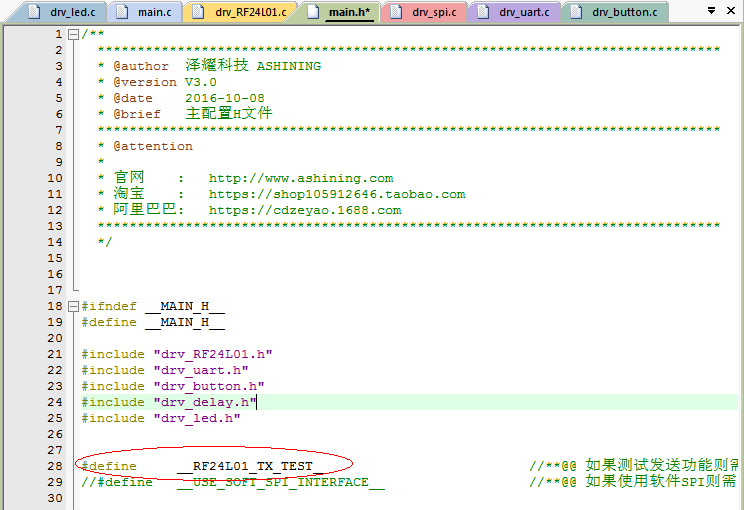 drv_led.c main.c drv_RF24L01.c main.h* drv_spi.c drv_uart.c drv_button.c
1 /**
2 ******************************************************************************
3 * @author 泽耀科技 ASHINING
4 * @version V3.0
5 * @date 2016-10-08
6 * @brief 主配置H文件
7 ******************************************************************************
8 * @attention
9 *
10 * 官网 : http://www.ashining.com
11 * 淘宝 : https://shop105912646.taobao.com
12 * 阿里巴巴: https://cdzeyao.1688.com
13 ******************************************************************************
14 */
15
16
17
18 #ifndef __MAIN_H__
19 #define __MAIN_H__
20
21 #include "drv_RF24L01.h"
22 #include "drv_uart.h"
23 #include "drv_button.h"
24 #include "drv_delay.h"
25 #include "drv_led.h"
26
27
28 #define __RF24L01_TX_TEST_ //**@@ 如果测试发送功能则需
29 //#define __USE_SOFT_SPI_INTERFACE__ //**@@ 如果使用软件SPI则需
30